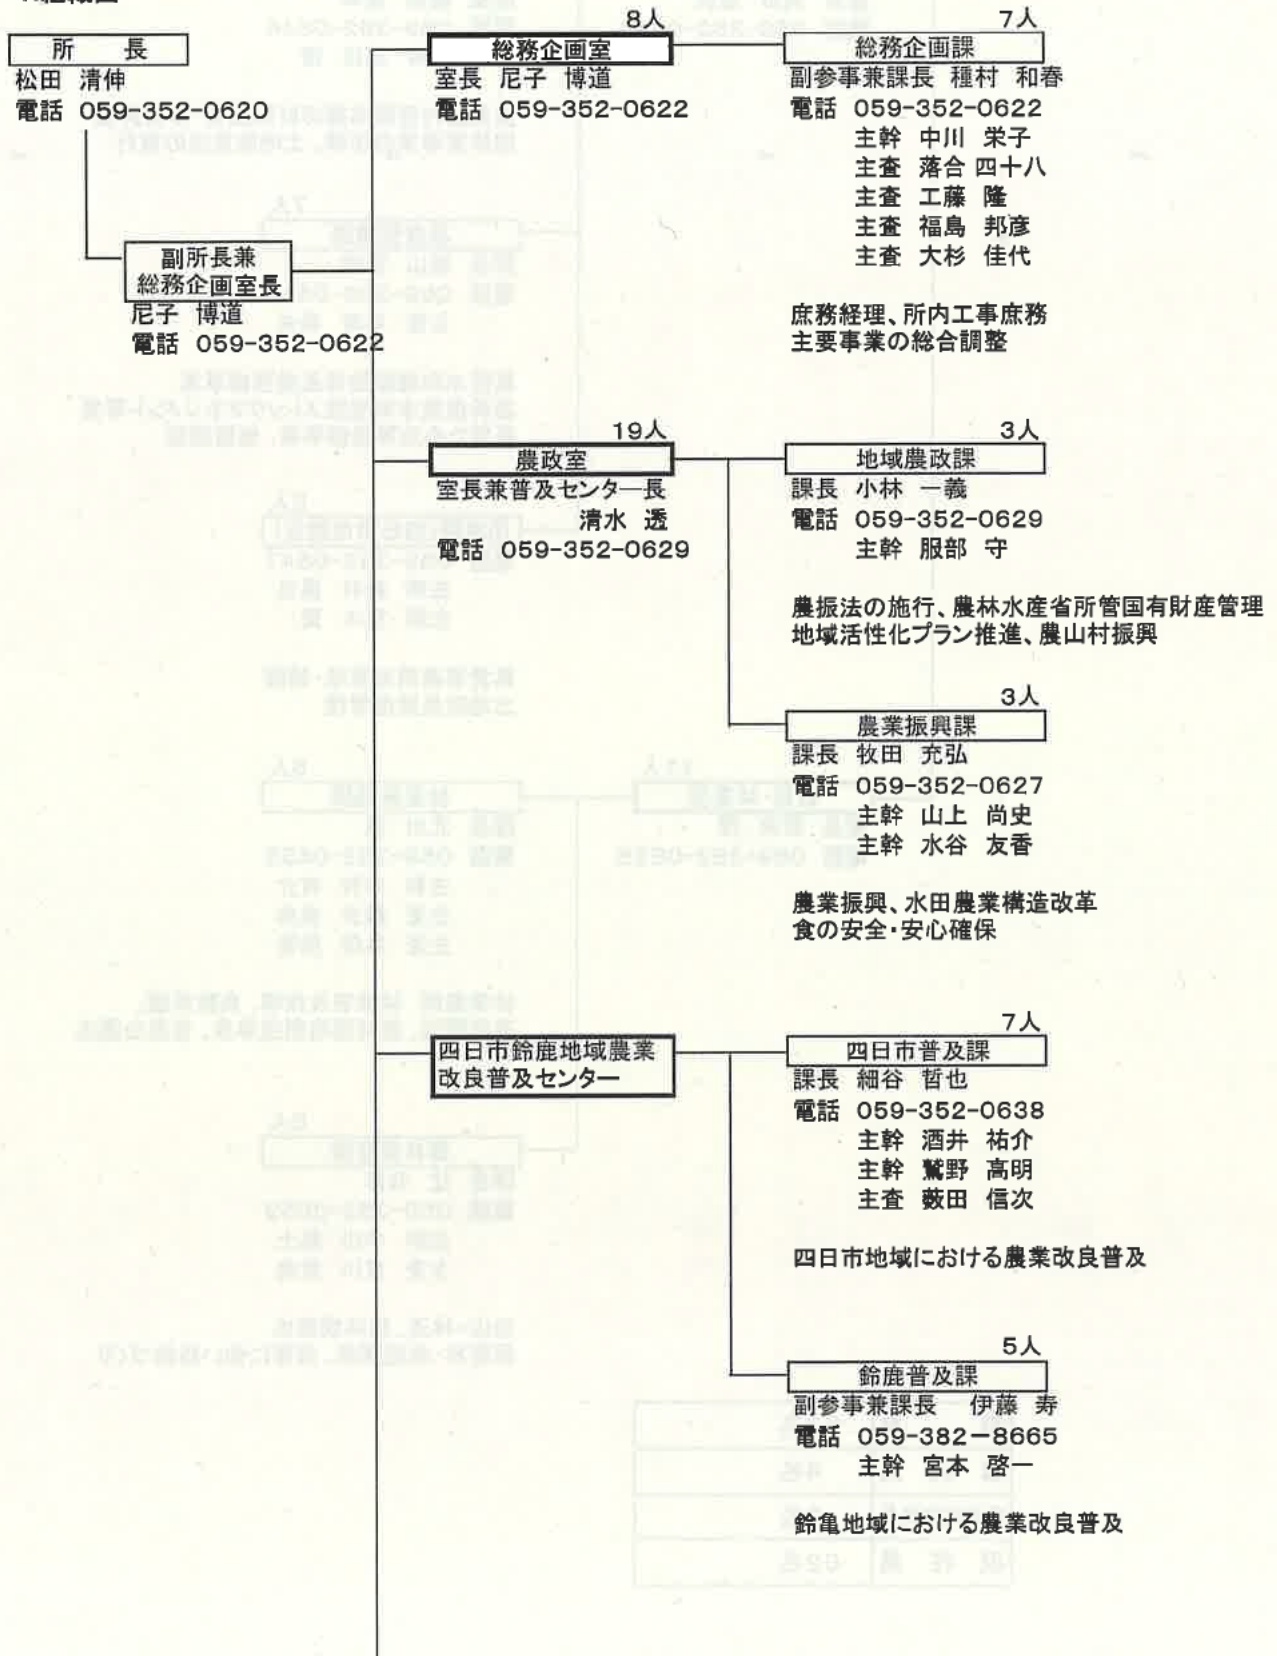 所　　長
松田 清伸
電話 059-352-0620
副所長兼
総務企画室長
尼子 博道
電話 059-352-0622
8人
総務企画室
室長 尼子 博道
電話 059-352-0622
7人
総務企画課
副参事兼課長 種村 和春
電話 059-352-0622
主幹 中川 栄子
主査 落合 四十八
主査 工藤 隆
主査 福島 邦彦
主査 大杉 佳代
庶務経理、所内工事庶務
主要事業の総合調整
19人
農政室
室長兼普及センター長
清水 透
電話 059-352-0629
3人
地域農政課
課長 小林 一義
電話 059-352-0629
主幹 服部 守
農振法の施行、農林水産省所管国有財産管理
地域活性化プラン推進、農山村振興
3人
農業振興課
課長 牧田 充弘
電話 059-352-0627
主幹 山上 尚史
主幹 水谷 友香
農業振興、水田農業構造改革
食の安全・安心確保
四日市鈴鹿地域農業
改良普及センター
7人
四日市普及課
課長 細谷 哲也
電話 059-352-0638
主幹 酒井 祐介
主幹 鷲野 高明
主査 薮田 信次
四日市地域における農業改良普及
5人
鈴鹿普及課
副参事兼課長　伊藤 寿
電話 059-382-8665
主幹 宮本 啓一
鈴亀地域における農業改良普及